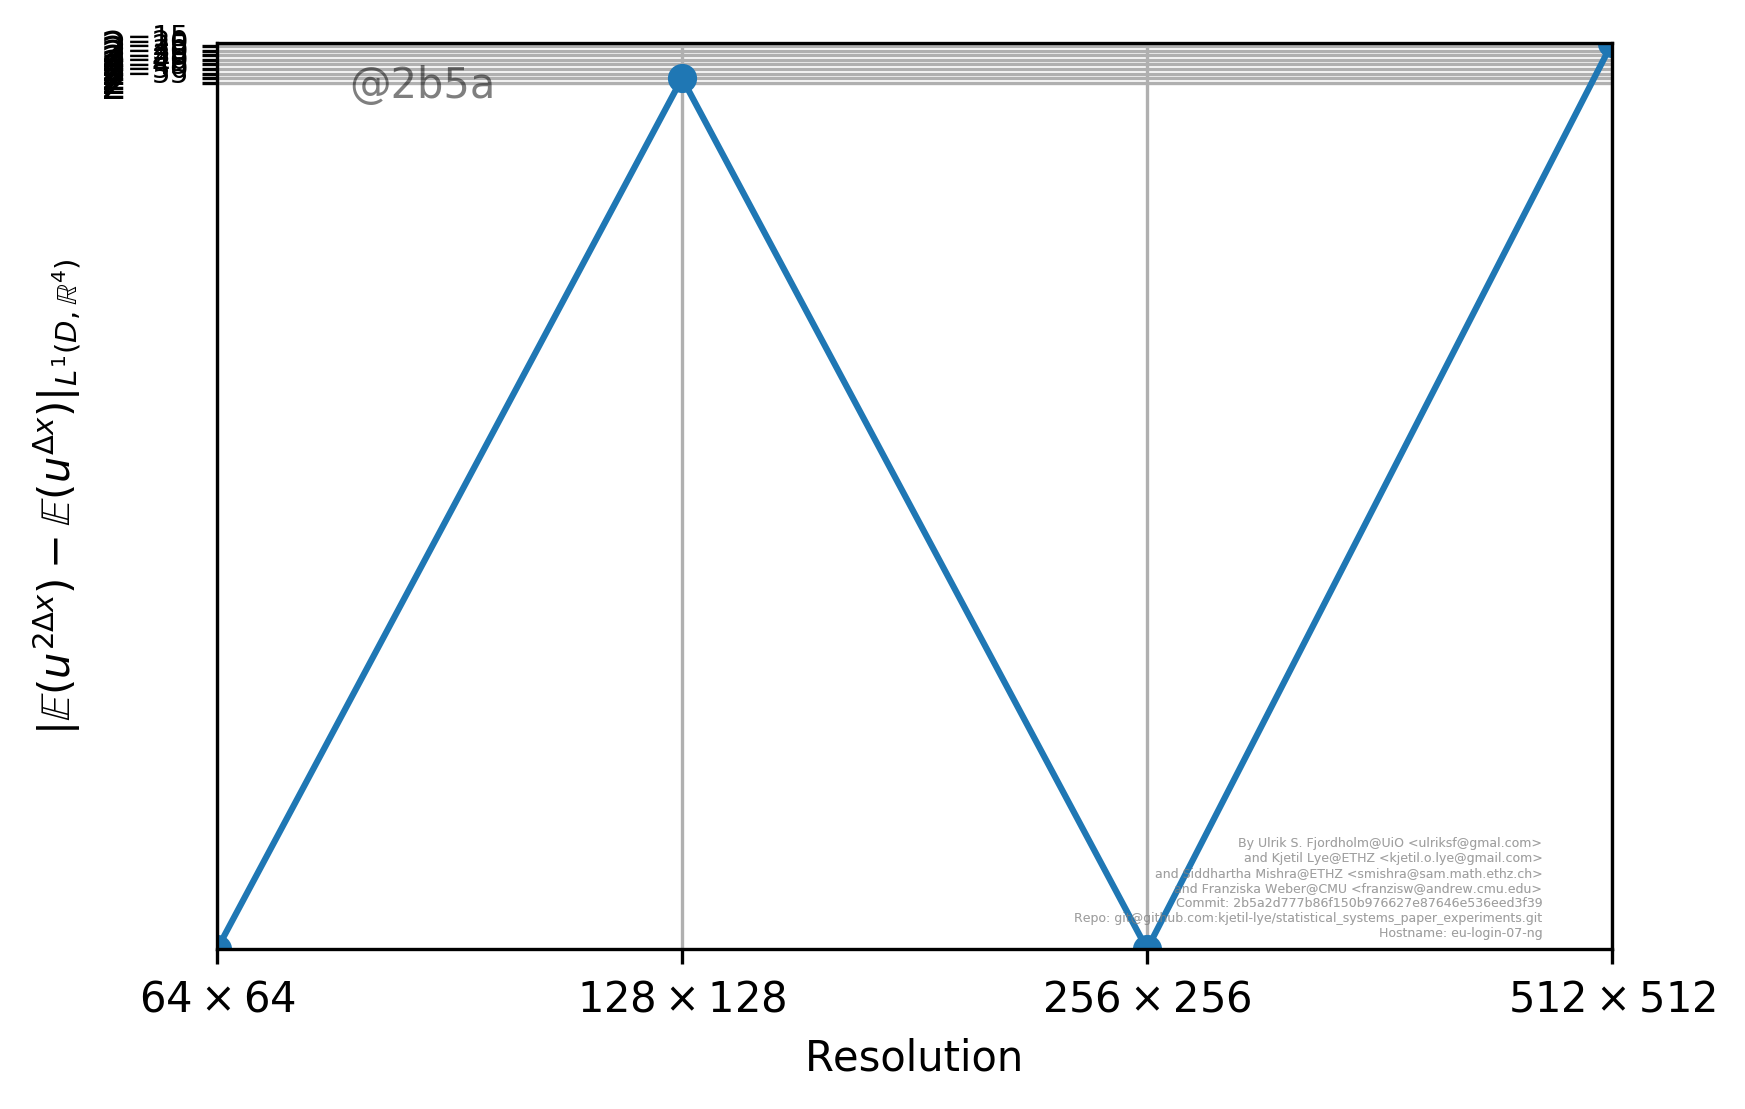 @2b5a
|𝔼(u^{2Δx}) − 𝔼(u^{Δx})|_{L^1(D, ℝ^4)}
By Ulrik S. Fjordholm@UiO <ulriksf@gmal.com>
and Kjetil Lye@ETHZ <kjetil.o.lye@gmail.com>
and Siddhartha Mishra@ETHZ <smishra@sam.math.ethz.ch>
and Franziska Weber@CMU <franzisw@andrew.cmu.edu>
Commit: 2b5a2d777b86f150b976627e87646e536eed3f39
Repo: git@github.com:kjetil-lye/statistical_systems_paper_experiments.git
Hostname: eu-login-07-ng
64 × 64 128 × 128 256 × 256 512 × 512
Resolution